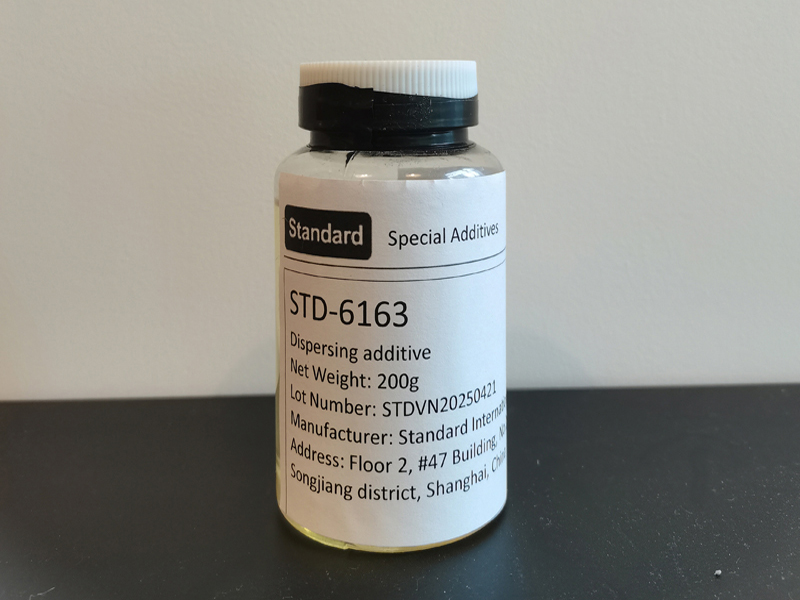 Standard Special Additives
STD-6163
Dispersing additive
Net Weight: 200g
Lot Number: STDVN20250421
Manufacturer: Standard
Address: Floor 2, #47 Building,
Songjiang district, Shanghai,